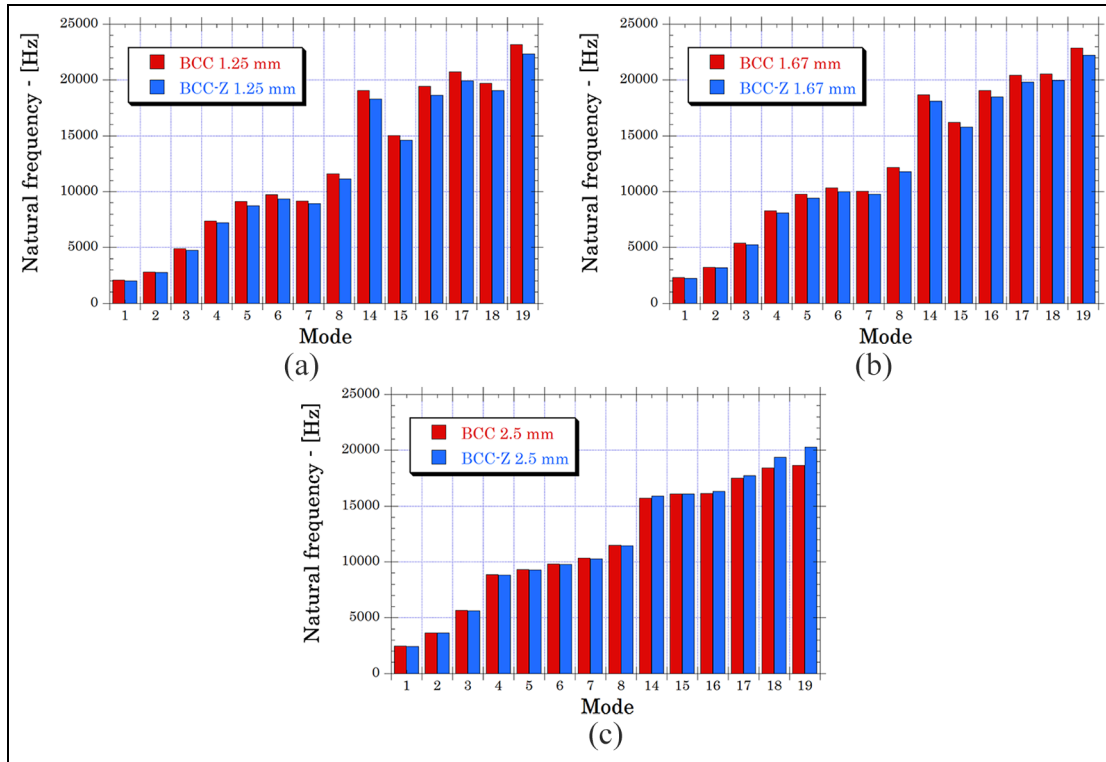 Natural frequency - [Hz]
25000
20000
15000
10000
5000
0
BCC 1.25 mm
BCC-Z 1.25 mm
1 2 3 4 5 6 7 8 14 15 16 17 18 19
Mode
(a)
Natural frequency - [Hz]
25000
20000
15000
10000
5000
0
BCC 1.67 mm
BCC-Z 1.67 mm
1 2 3 4 5 6 7 8 14 15 16 17 18 19
Mode
(b)
Natural frequency - [Hz]
25000
20000
15000
10000
5000
0
BCC 2.5 mm
BCC-Z 2.5 mm
1 2 3 4 5 6 7 8 14 15 16 17 18 19
Mode
(c)